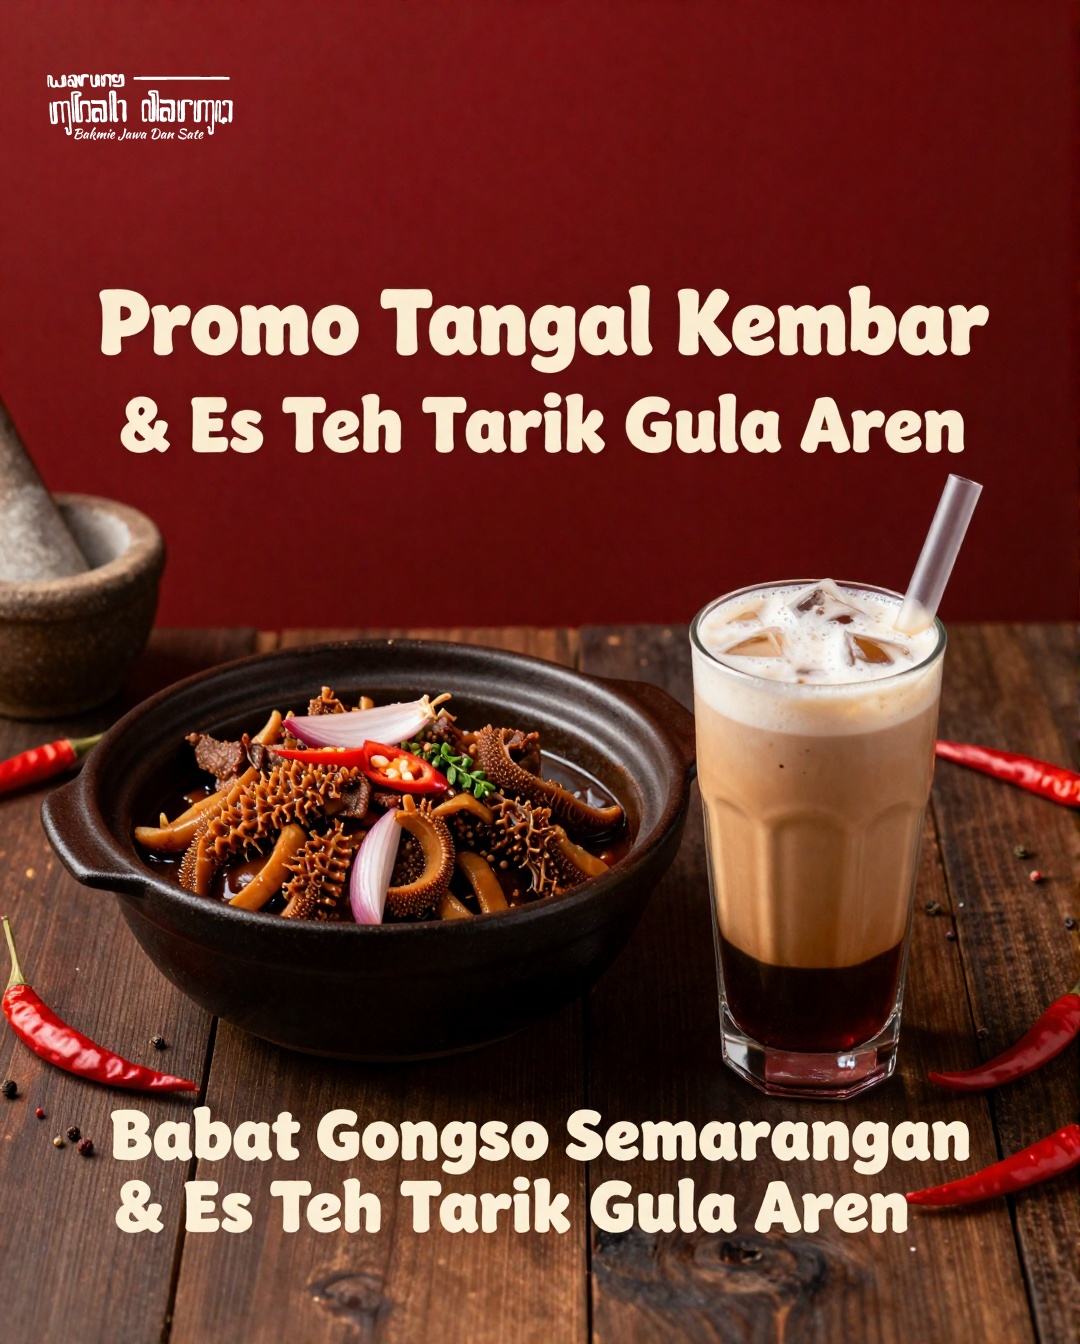 warung
mbah darmo
Bakmie Jawa Dan Sate
Promo Tangal Kembar
& Es Teh Tarik Gula Aren
Babat Gongso Semarangan
& Es Teh Tarik Gula Aren